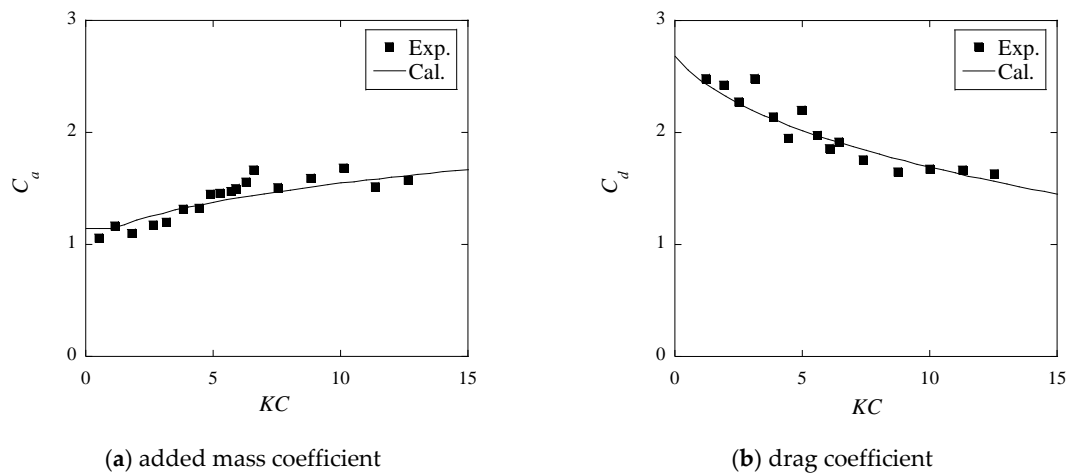 3
2
1
0
C_a
Exp.
Cal.
0 5 10 15
KC
(a) added mass coefficient
3
2
1
0
C_d
Exp.
Cal.
0 5 10 15
KC
(b) drag coefficient